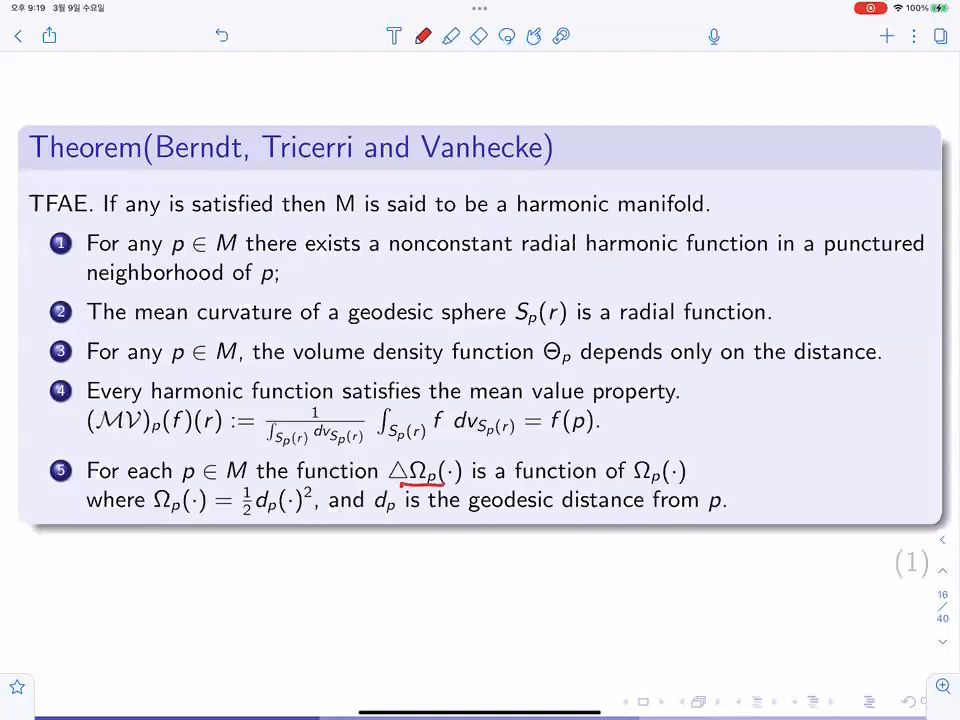 오후 9:19 3월 9일 수요일
100%
Theorem(Berndt, Tricerri and Vanhecke)
TFAE. If any is satisfied then M is said to be a harmonic manifold.
1 For any p ∈ M there exists a nonconstant radial harmonic function in a punctured
neighborhood of p;
2 The mean curvature of a geodesic sphere S_p(r) is a radial function.
3 For any p ∈ M, the volume density function Θ_p depends only on the distance.
4 Every harmonic function satisfies the mean value property.
(ℳ𝒱)_p(f)(r) := 1/(∫_{S_p(r)} dv_{S_p(r)}) ∫_{S_p(r)} f dv_{S_p(r)} = f(p).
5 For each p ∈ M the function △Ω_p(·) is a function of Ω_p(·)
where Ω_p(·) = ½d_p(·)², and d_p is the geodesic distance from p.
(1)
16
/
40